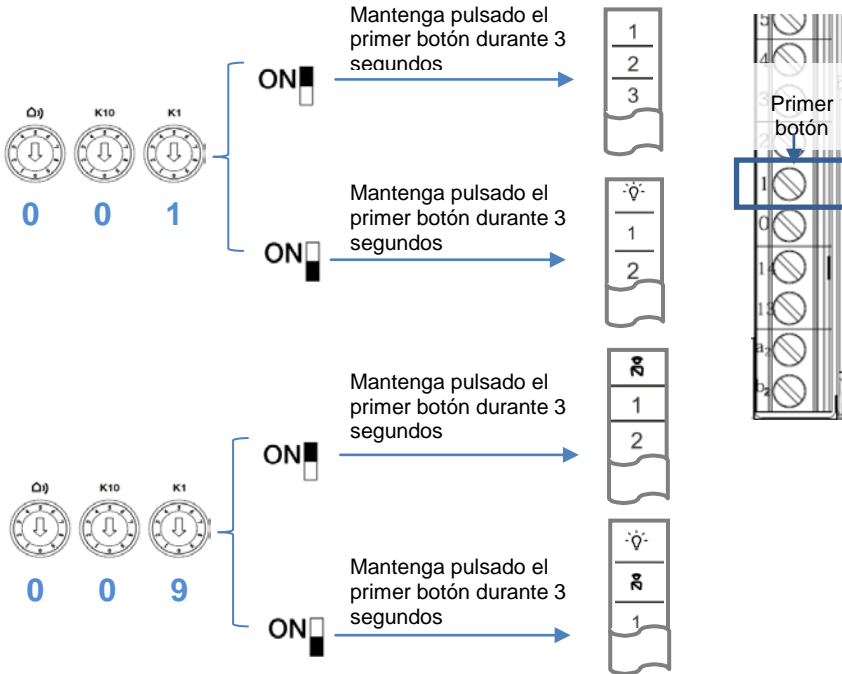 Mantenga pulsado el
primer botón durante 3
segundos
ON
1
2
3
K10
K1
0 0 1
Mantenga pulsado el
primer botón durante 3
segundos
ON
1
2
5
4
3
Primer
botón
2
1
0
14
13
a2
b2
Mantenga pulsado el
primer botón durante 3
segundos
ON
1
2
K10
K1
0 0 9
Mantenga pulsado el
primer botón durante 3
segundos
ON
1